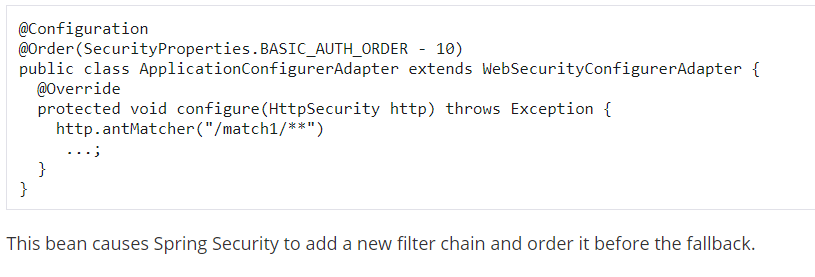 @Configuration
@Order(SecurityProperties.BASIC_AUTH_ORDER - 10)
public class ApplicationConfigurerAdapter extends WebSecurityConfigurerAdapter {
  @Override
  protected void configure(HttpSecurity http) throws Exception {
    http.antMatcher("/match1/**")
     ...;
  }
}
This bean causes Spring Security to add a new filter chain and order it before the fallback.